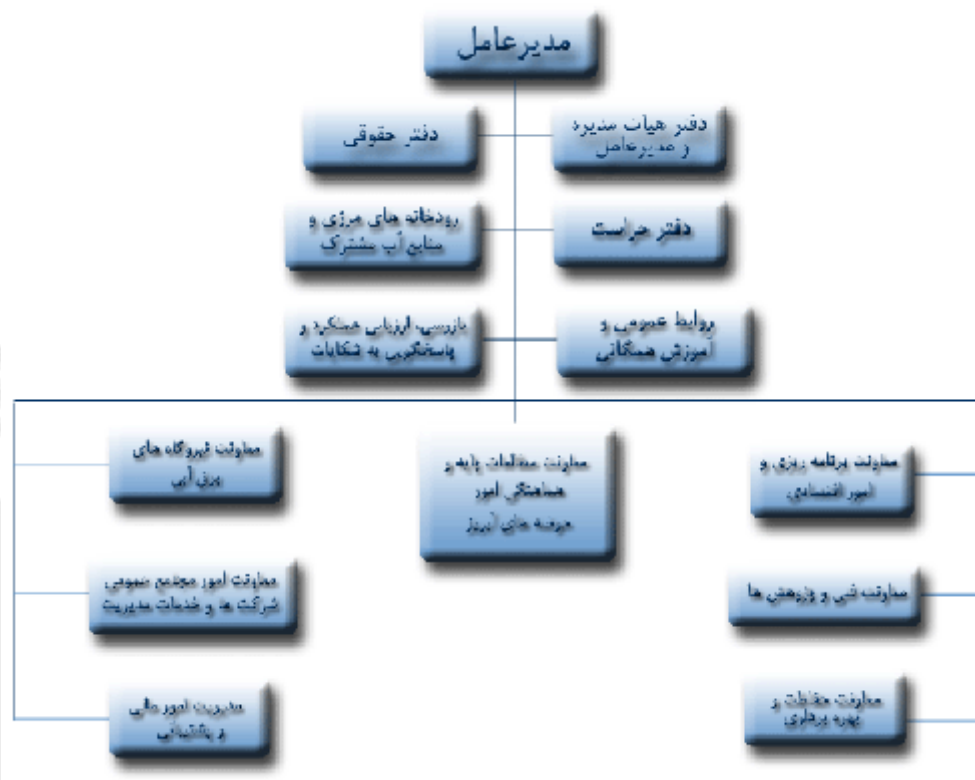 مدیرعامل
دفتر هیات مدیره
و مدیرعامل
دفتر حقوقی
دفتر حراست
رودخانه های مرزی و
منابع آب مشترک
روابط عمومی و
آموزش همگانی
بازرسی، ارزیابی عملکرد و
پاسخگویی به شکایات
معاونت برنامه ریزی و
امور اقتصادی
معاونت مطالعات پایه و
هماهنگی امور
حوضه های آبریز
معاونت نیروگاه های
برق آبی
معاونت فنی و پژوهش ها
معاونت امور مجامع عمومی
شرکت ها و خدمات مدیریت
معاونت حفاظت و
بهره برداری
مدیریت امور مالی
و پشتیبانی